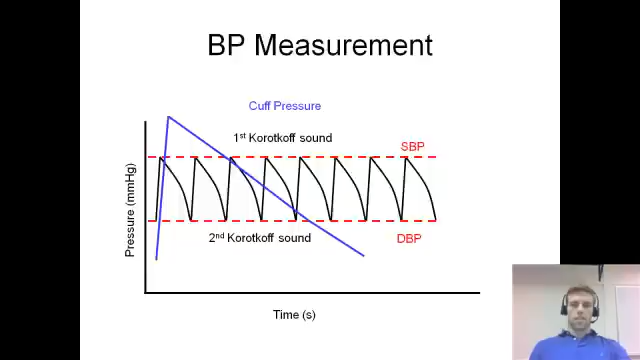 BP Measurement
Cuff Pressure
1st Korotkoff sound
SBP
Pressure (mmHg)
2nd Korotkoff sound
DBP
Time (s)